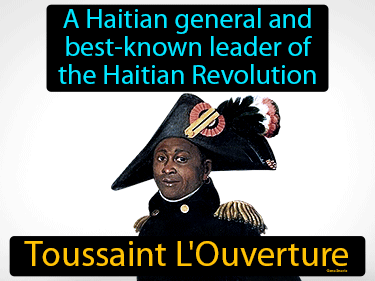 A Haitian general and
best-known leader of
the Haitian Revolution
Toussaint L'Ouverture